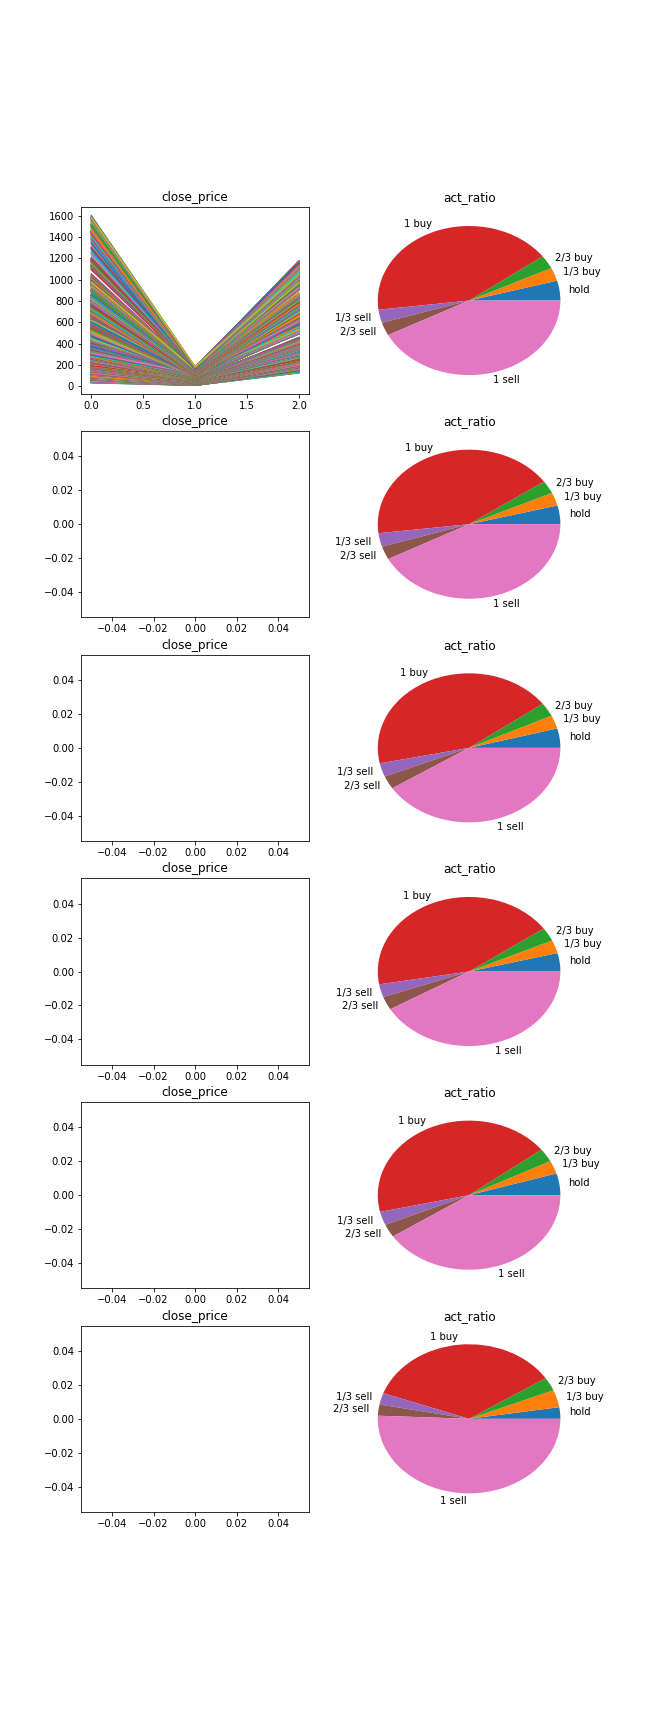 close_price
act_ratio
1600
1400
1200
1000
800
600
400
200
0
0.0 0.5 1.0 1.5 2.0
1 buy
2/3 buy
1/3 buy
hold
1/3 sell
2/3 sell
1 sell
close_price
act_ratio
0.04
0.02
0.00
−0.02
−0.04
−0.04 −0.02 0.00 0.02 0.04
1 buy
2/3 buy
1/3 buy
hold
1/3 sell
2/3 sell
1 sell
close_price
act_ratio
0.04
0.02
0.00
−0.02
−0.04
−0.04 −0.02 0.00 0.02 0.04
1 buy
2/3 buy
1/3 buy
hold
1/3 sell
2/3 sell
1 sell
close_price
act_ratio
0.04
0.02
0.00
−0.02
−0.04
−0.04 −0.02 0.00 0.02 0.04
1 buy
2/3 buy
1/3 buy
hold
1/3 sell
2/3 sell
1 sell
close_price
act_ratio
0.04
0.02
0.00
−0.02
−0.04
−0.04 −0.02 0.00 0.02 0.04
1 buy
2/3 buy
1/3 buy
hold
1/3 sell
2/3 sell
1 sell
close_price
act_ratio
0.04
0.02
0.00
−0.02
−0.04
−0.04 −0.02 0.00 0.02 0.04
1 buy
2/3 buy
1/3 buy
hold
1/3 sell
2/3 sell
1 sell